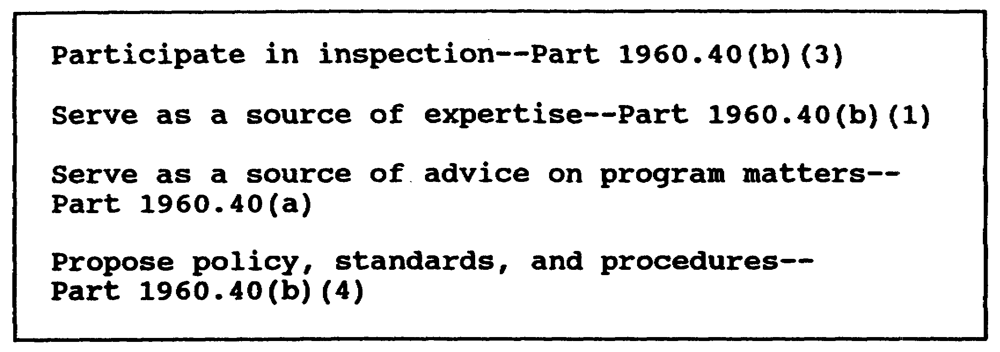 Participate in inspection--Part 1960.40(b)(3)
Serve as a source of expertise--Part 1960.40(b)(1)
Serve as a source of advice on program matters--
Part 1960.40(a)
Propose policy, standards, and procedures--
Part 1960.40(b)(4)